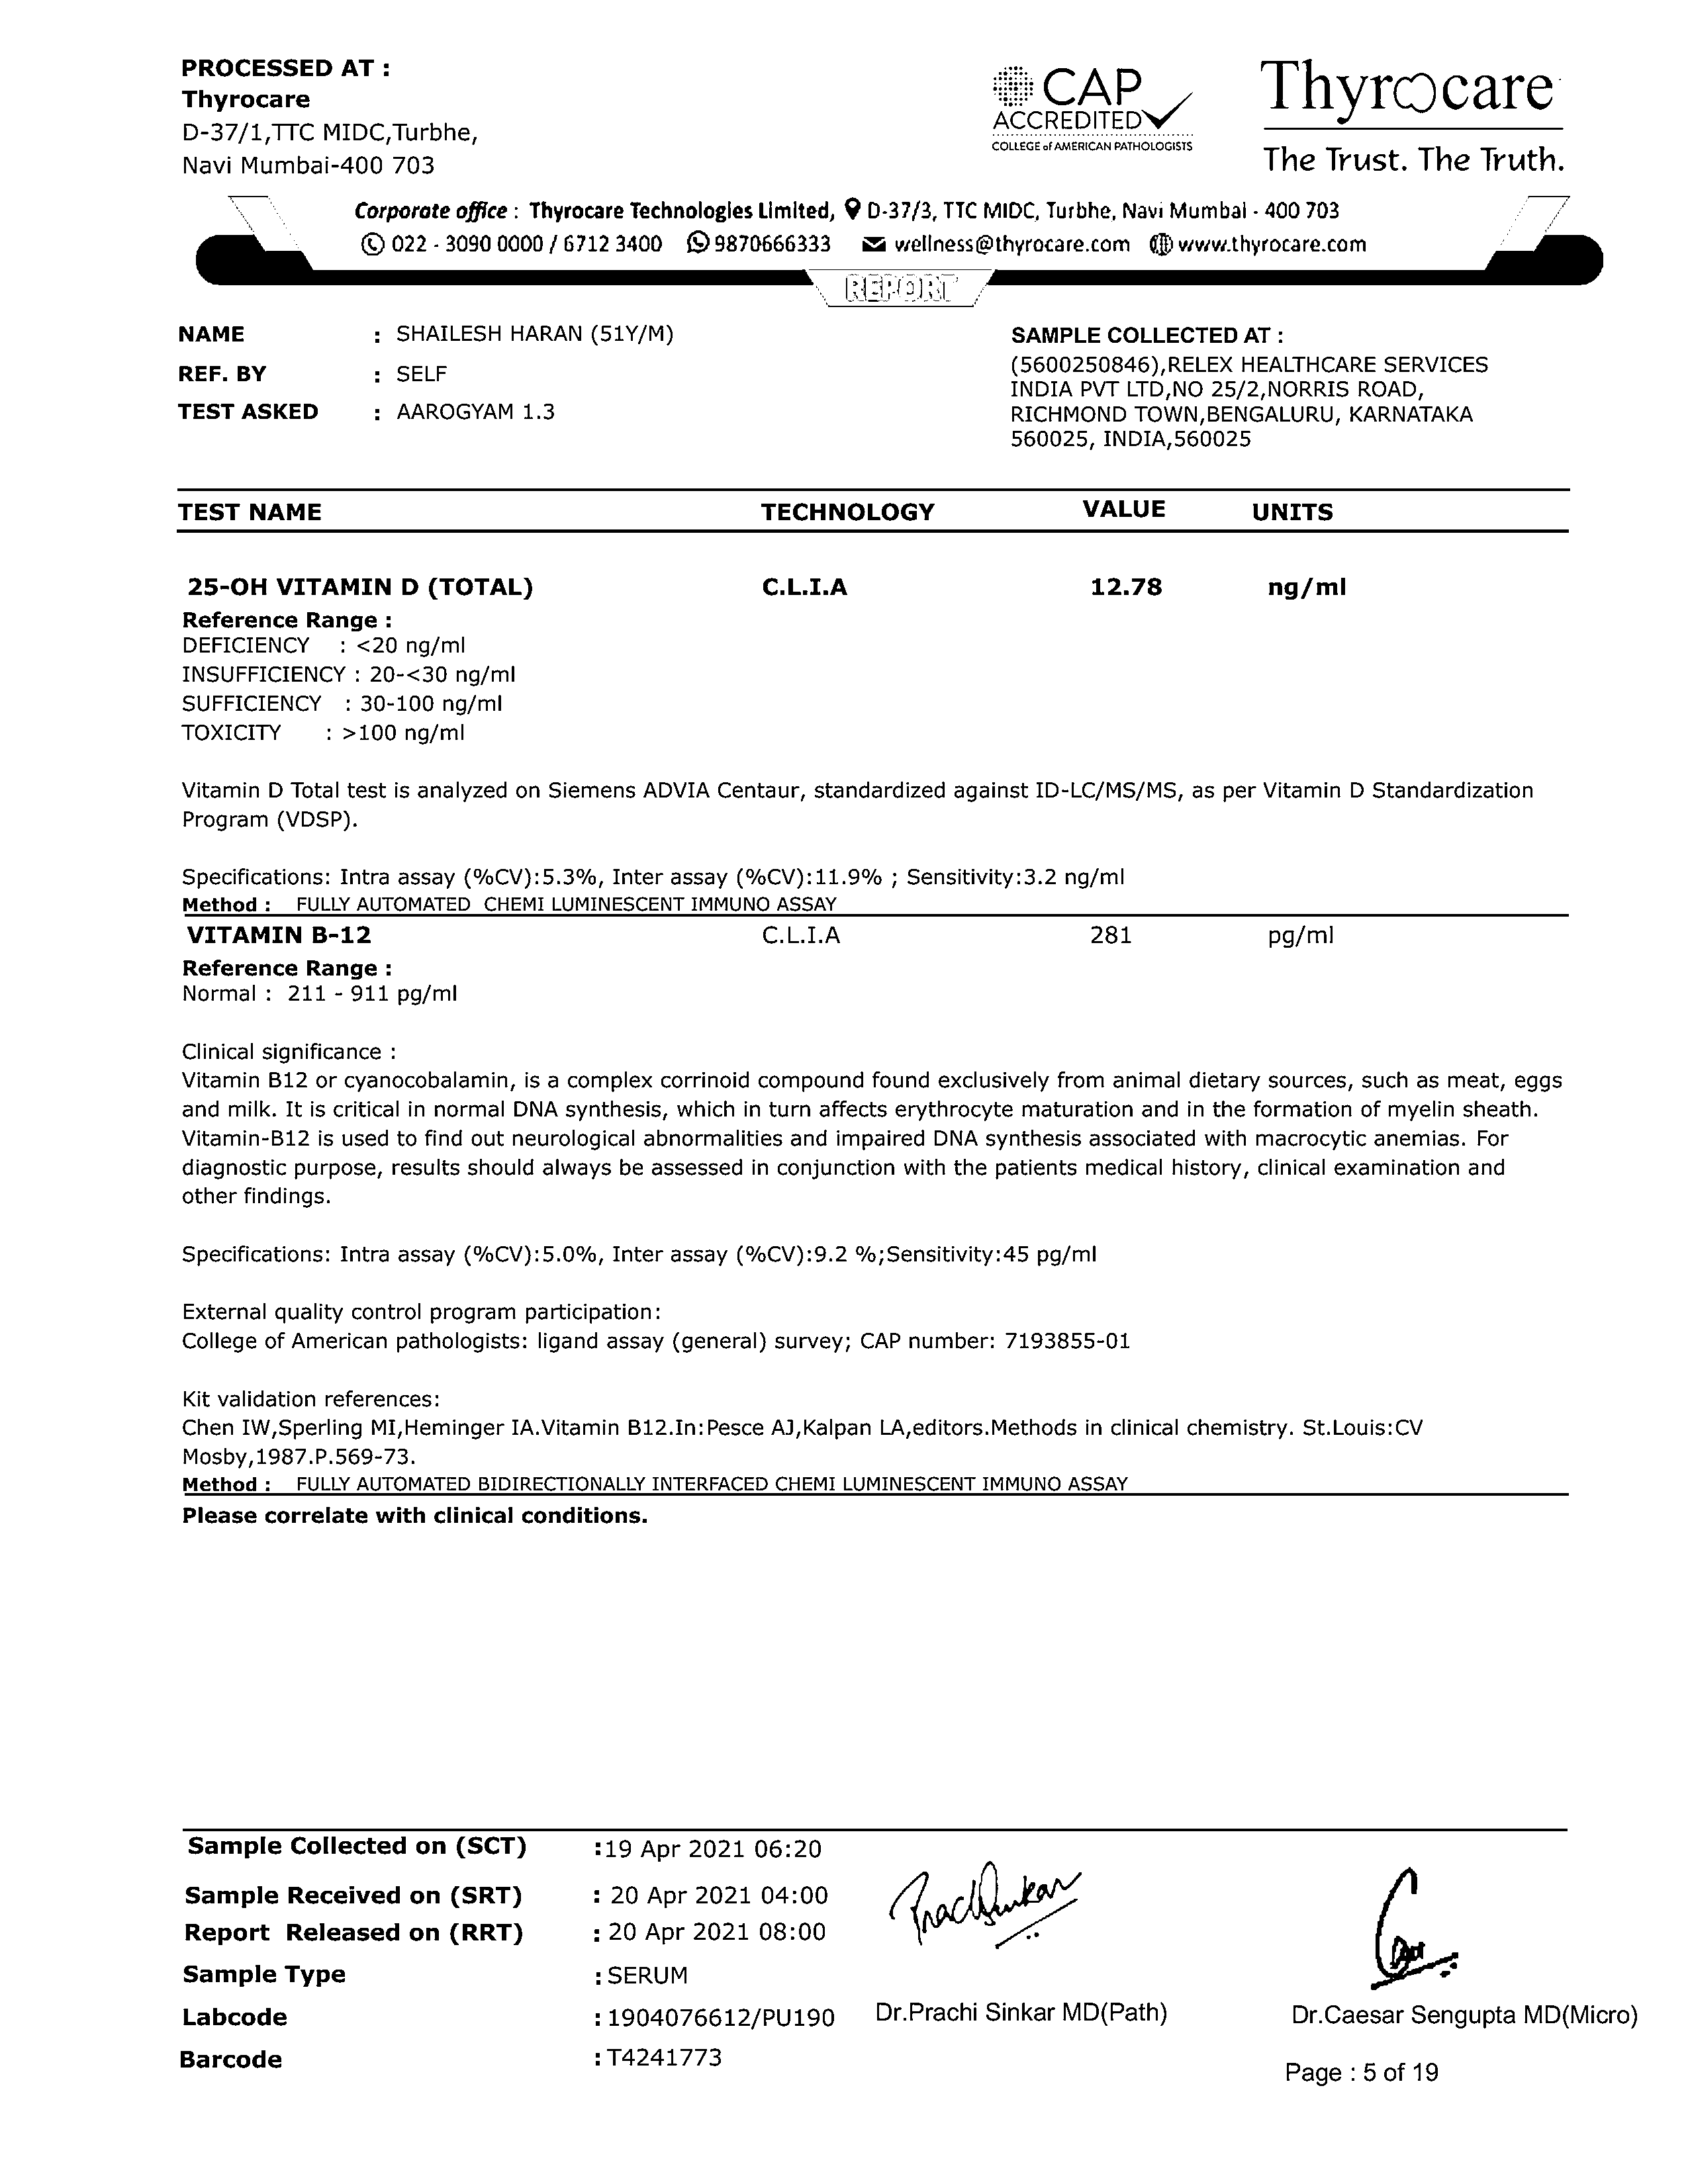 PROCESSED AT :
Thyrocare
D-37/1,TTC MIDC,Turbhe,
Navi Mumbai-400 703
CAP
ACCREDITED
COLLEGE of AMERICAN PATHOLOGISTS
Thyrocare
The Trust. The Truth.
Corporate office : Thyrocare Technologies Limited, D-37/3, TTC MIDC, Turbhe, Navi Mumbai - 400 703
022 - 3090 0000 / 6712 3400 9870666333 wellness@thyrocare.com www.thyrocare.com
REPORT
NAME : SHAILESH HARAN (51Y/M)
REF. BY : SELF
TEST ASKED : AAROGYAM 1.3
SAMPLE COLLECTED AT :
(5600250846),RELEX HEALTHCARE SERVICES
INDIA PVT LTD,NO 25/2,NORRIS ROAD,
RICHMOND TOWN,BENGALURU, KARNATAKA
560025, INDIA,560025
TEST NAME TECHNOLOGY VALUE UNITS
25-OH VITAMIN D (TOTAL) C.L.I.A 12.78 ng/ml
Reference Range :
DEFICIENCY : <20 ng/ml
INSUFFICIENCY : 20-<30 ng/ml
SUFFICIENCY : 30-100 ng/ml
TOXICITY : >100 ng/ml
Vitamin D Total test is analyzed on Siemens ADVIA Centaur, standardized against ID-LC/MS/MS, as per Vitamin D Standardization
Program (VDSP).
Specifications: Intra assay (%CV):5.3%, Inter assay (%CV):11.9% ; Sensitivity:3.2 ng/ml
Method : FULLY AUTOMATED CHEMI LUMINESCENT IMMUNO ASSAY
VITAMIN B-12 C.L.I.A 281 pg/ml
Reference Range :
Normal : 211 - 911 pg/ml
Clinical significance :
Vitamin B12 or cyanocobalamin, is a complex corrinoid compound found exclusively from animal dietary sources, such as meat, eggs
and milk. It is critical in normal DNA synthesis, which in turn affects erythrocyte maturation and in the formation of myelin sheath.
Vitamin-B12 is used to find out neurological abnormalities and impaired DNA synthesis associated with macrocytic anemias. For
diagnostic purpose, results should always be assessed in conjunction with the patients medical history, clinical examination and
other findings.
Specifications: Intra assay (%CV):5.0%, Inter assay (%CV):9.2 %;Sensitivity:45 pg/ml
External quality control program participation:
College of American pathologists: ligand assay (general) survey; CAP number: 7193855-01
Kit validation references:
Chen IW,Sperling MI,Heminger IA.Vitamin B12.In:Pesce AJ,Kalpan LA,editors.Methods in clinical chemistry. St.Louis:CV
Mosby,1987.P.569-73.
Method : FULLY AUTOMATED BIDIRECTIONALLY INTERFACED CHEMI LUMINESCENT IMMUNO ASSAY
Please correlate with clinical conditions.
Sample Collected on (SCT) :19 Apr 2021 06:20
Sample Received on (SRT) : 20 Apr 2021 04:00
Report Released on (RRT) : 20 Apr 2021 08:00
Sample Type : SERUM
Labcode : 1904076612/PU190
Barcode : T4241773
Dr.Prachi Sinkar MD(Path)
Dr.Caesar Sengupta MD(Micro)
Page : 5 of 19